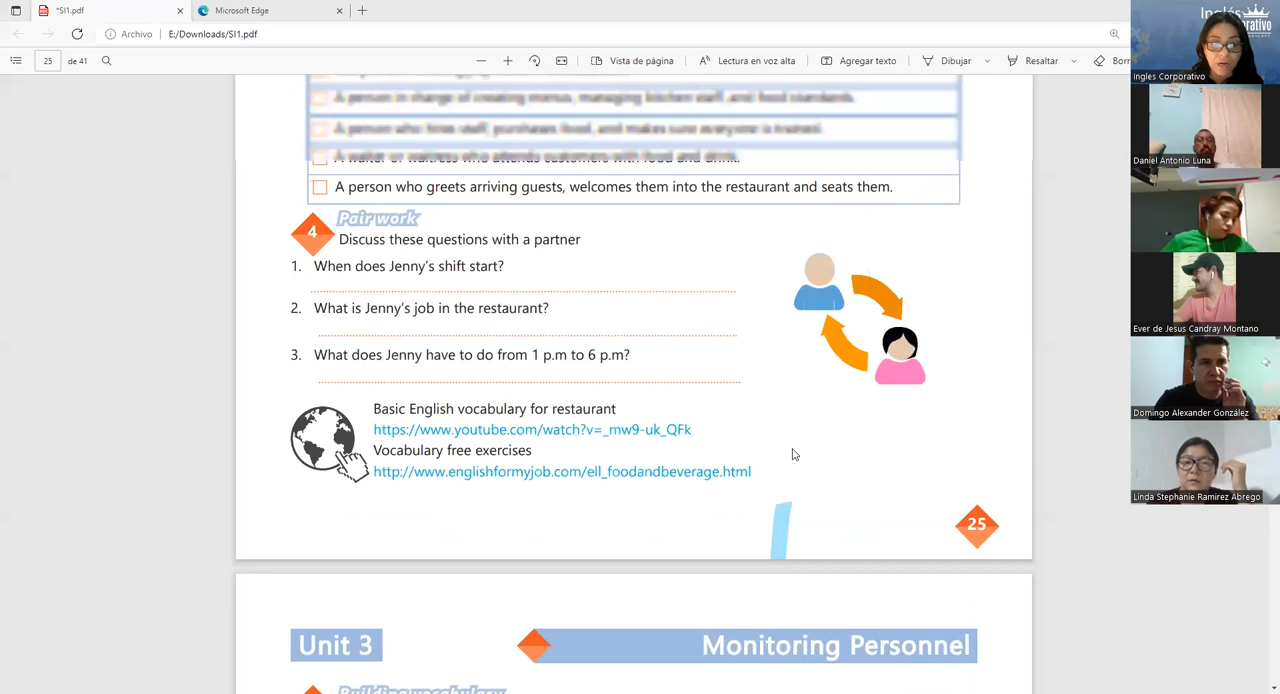 *SI1.pdf
Microsoft Edge
Archivo
E:/Downloads/SI1.pdf
25
de 41
Vista de página
Lectura en voz alta
Agregar texto
Dibujar
Resaltar
Borr
A person in charge of creating menus, managing kitchen staff, and food standards.
A person who hires staff, purchases food, and makes sure everyone is trained.
A waiter or waitress who attends customers with food and drink.
A person who greets arriving guests, welcomes them into the restaurant and seats them.
4
Pair work
Discuss these questions with a partner
1. When does Jenny's shift start?
2. What is Jenny's job in the restaurant?
3. What does Jenny have to do from 1 p.m to 6 p.m?
Basic English vocabulary for restaurant
https://www.youtube.com/watch?v=_mw9-uk_QFk
Vocabulary free exercises
http://www.englishformyjob.com/ell_foodandbeverage.html
25
Unit 3
Monitoring Personnel
Building vocabulary
Ingles Corporativo
Daniel Antonio Luna
Ever de Jesus Candray Montano
Domingo Alexander González
Linda Stephanie Ramirez Abrego